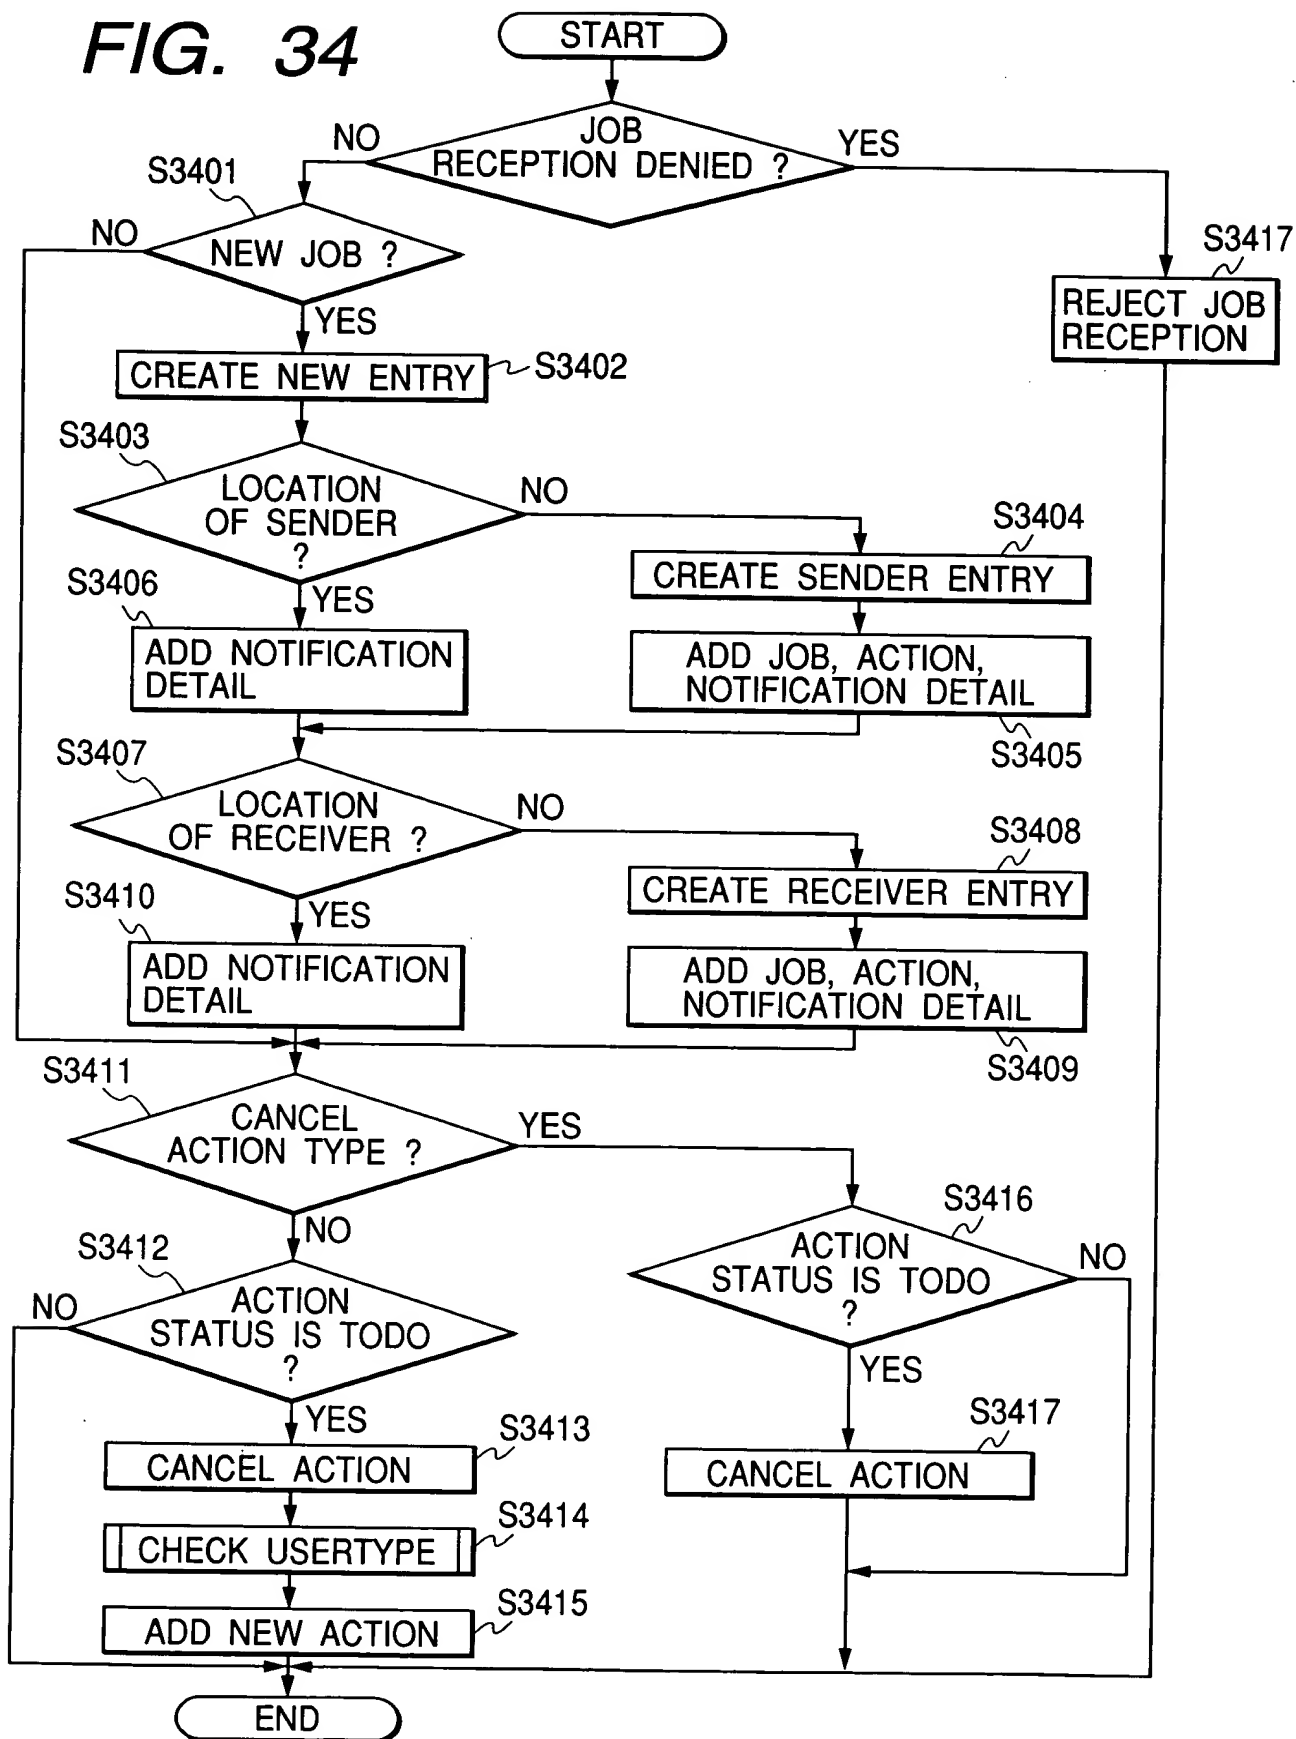 FIG. 34
START
JOB
RECEPTION DENIED ?
NO
YES
S3401
NEW JOB ?
NO
YES
S3417
REJECT JOB
RECEPTION
CREATE NEW ENTRY
S3402
S3403
LOCATION
OF SENDER
?
NO
YES
S3404
CREATE SENDER ENTRY
S3406
ADD NOTIFICATION
DETAIL
ADD JOB, ACTION,
NOTIFICATION DETAIL
S3405
S3407
LOCATION
OF RECEIVER ?
NO
YES
S3408
CREATE RECEIVER ENTRY
S3410
ADD NOTIFICATION
DETAIL
ADD JOB, ACTION,
NOTIFICATION DETAIL
S3409
S3411
CANCEL
ACTION TYPE ?
YES
NO
S3416
ACTION
STATUS IS TODO
?
NO
YES
S3412
ACTION
STATUS IS TODO
?
NO
YES
S3413
CANCEL ACTION
S3417
CANCEL ACTION
S3414
CHECK USERTYPE
S3415
ADD NEW ACTION
END